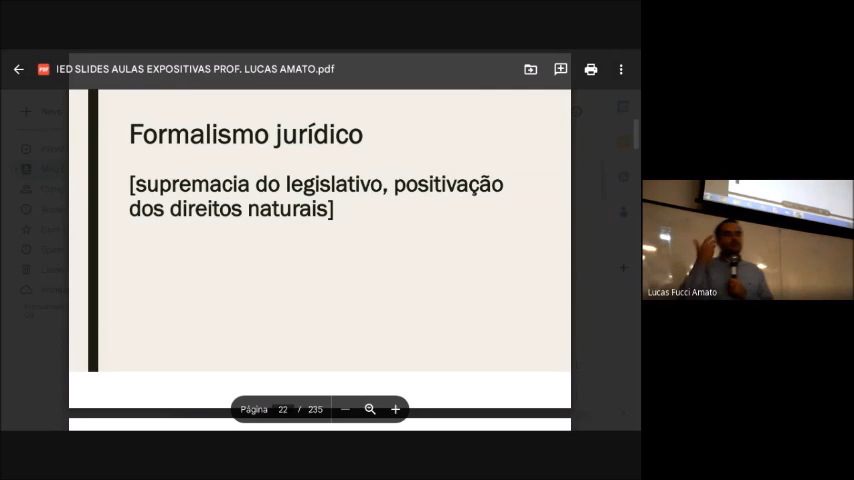 PDF
IED SLIDES AULAS EXPOSITIVAS PROF. LUCAS AMATO.pdf
Formalismo jurídico
[supremacia do legislativo, positivação
dos direitos naturais]
Lucas Fucci Amato
Página 22 / 235